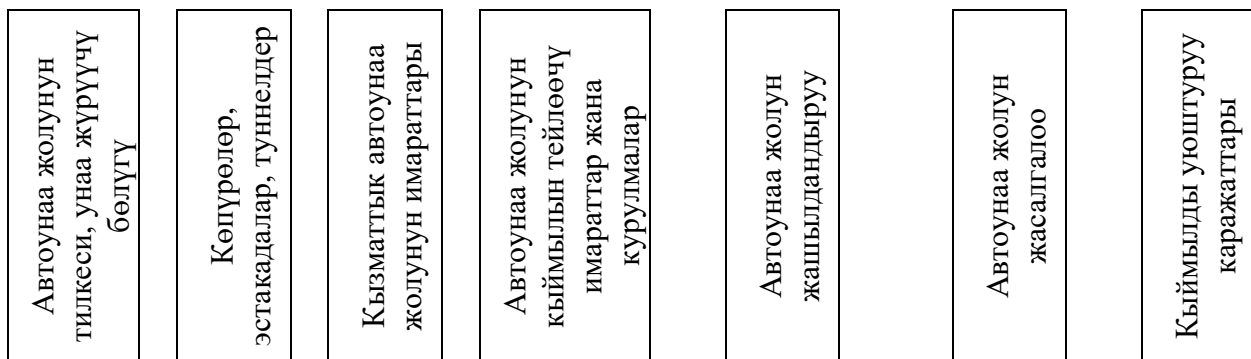 Автоунаа жолунун
тилкеси, унаа жүрүүчү
бөлүгү
Көпүрөлөр,
эстакадалар, туннелдер
Кызматтык автоунаа
жолунун имараттары
Автоунаа жолунун
кыймылын тейлөөчү
имараттар жана
курулмалар
Автоунаа жолун
жашылдандыруу
Автоунаа жолун
жасалгалоо
Кыймылды уюштуруу
каражаттары